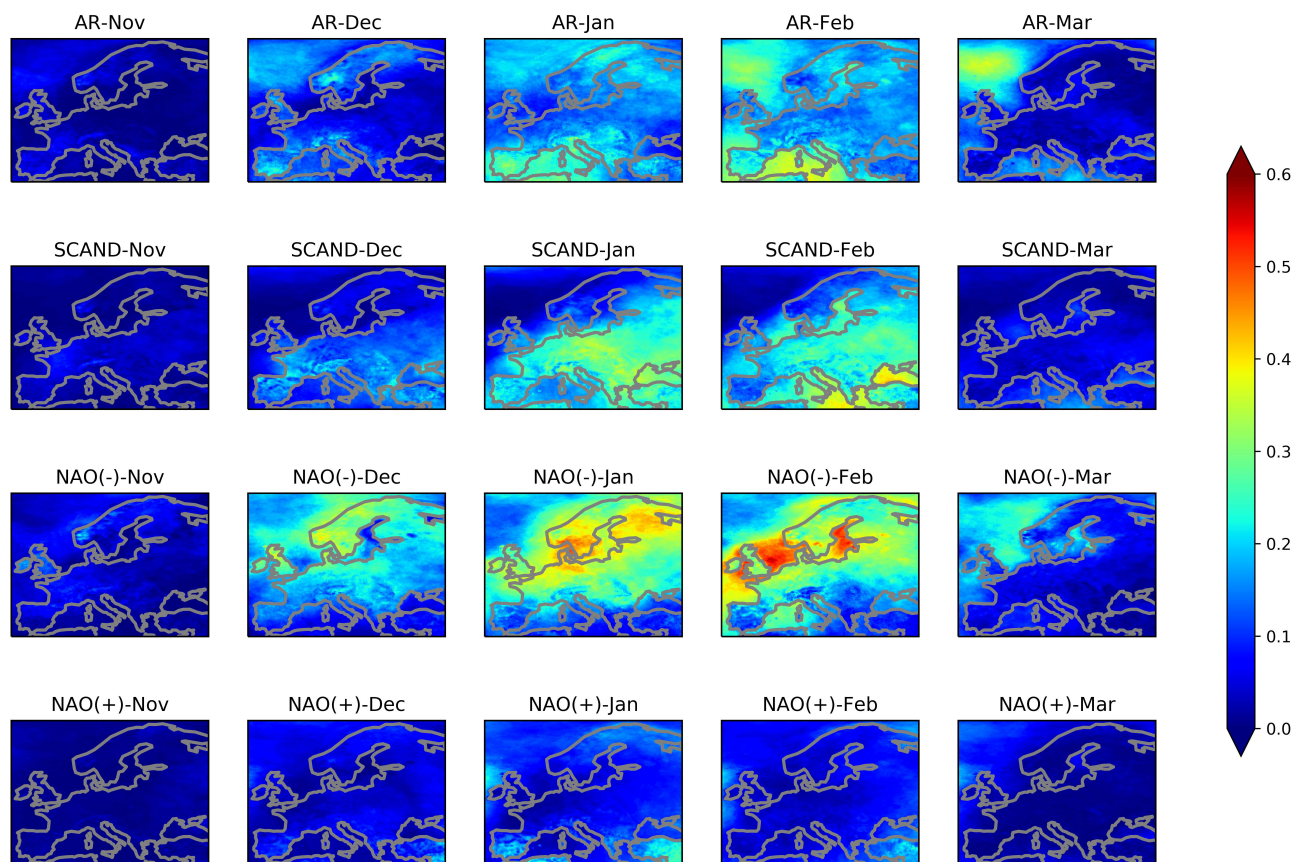 AR-Nov AR-Dec AR-Jan AR-Feb AR-Mar
SCAND-Nov SCAND-Dec SCAND-Jan SCAND-Feb SCAND-Mar
NAO(-)-Nov NAO(-)-Dec NAO(-)-Jan NAO(-)-Feb NAO(-)-Mar
NAO(+)-Nov NAO(+)-Dec NAO(+)-Jan NAO(+)-Feb NAO(+)-Mar
0.6
0.5
0.4
0.3
0.2
0.1
0.0